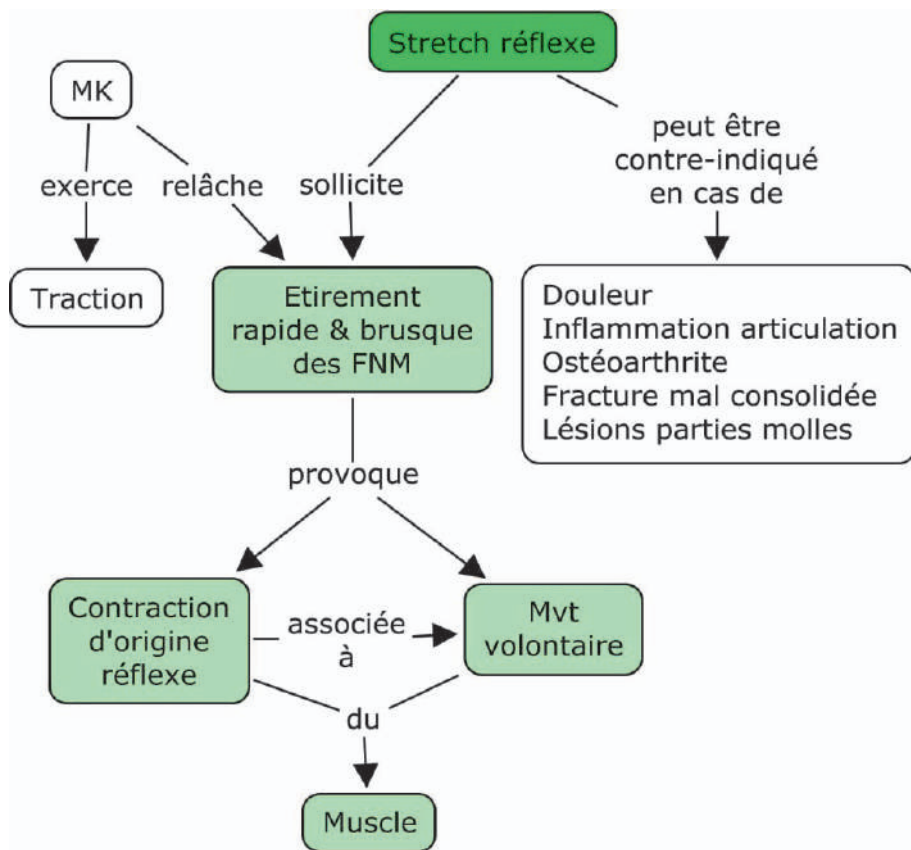 Stretch réflexe
MK
exerce
relâche
sollicite
peut être
contre-indiqué
en cas de
Traction
Etirement
rapide & brusque
des FNM
Douleur
Inflammation articulation
Ostéoarthrite
Fracture mal consolidée
Lésions parties molles
provoque
Contraction
d'origine
réflexe
associée
à
Mvt
volontaire
du
Muscle